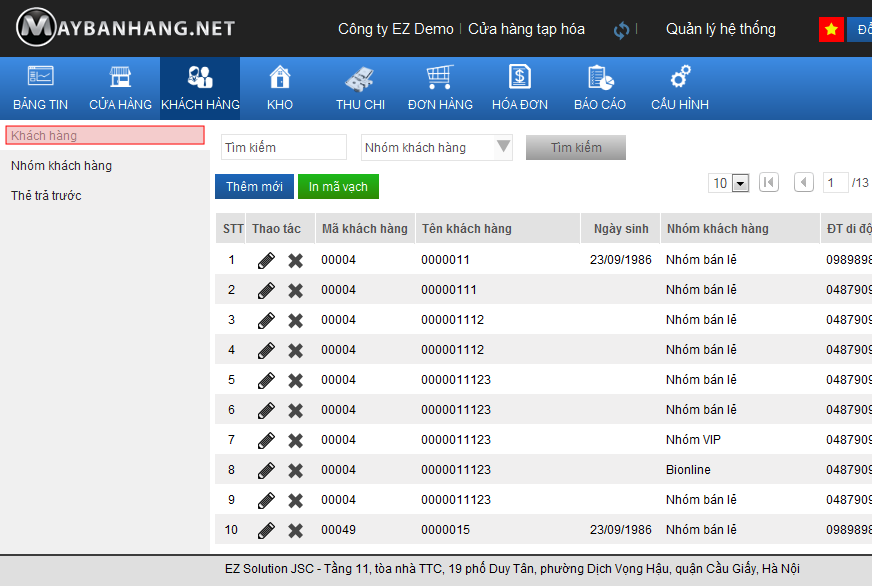 MAYBANHANG.NET
Công ty EZ Demo | Cửa hàng tạp hóa | Quản lý hệ thống
BẢNG TIN CỬA HÀNG KHÁCH HÀNG KHO THU CHI ĐƠN HÀNG HÓA ĐƠN BÁO CÁO CẤU HÌNH
Khách hàng
Nhóm khách hàng
Thẻ trả trước
Tìm kiếm Nhóm khách hàng Tìm kiếm
Thêm mới In mã vạch 10 1 /13
STT Thao tác Mã khách hàng Tên khách hàng Ngày sinh Nhóm khách hàng ĐT di độ
1 00004 0000011 23/09/1986 Nhóm bán lẻ 0989898
2 00004 00000111 Nhóm bán lẻ 0487909
3 00004 000001112 Nhóm bán lẻ 0487909
4 00004 000001112 Nhóm bán lẻ 0487909
5 00004 0000011123 Nhóm bán lẻ 0487909
6 00004 0000011123 Nhóm bán lẻ 0487909
7 00004 0000011123 Nhóm VIP 0487909
8 00004 0000011123 Bionline 0487909
9 00004 0000011123 Nhóm bán lẻ 0487909
10 00049 0000015 23/09/1986 Nhóm bán lẻ 0989898
EZ Solution JSC - Tầng 11, tòa nhà TTC, 19 phố Duy Tân, phường Dịch Vọng Hậu, quận Cầu Giấy, Hà Nội